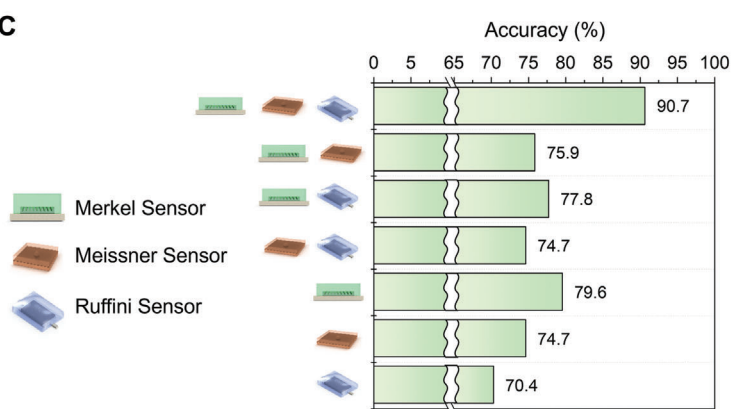 C
Accuracy (%)
0 5 65 70 75 80 85 90 95 100
90.7
75.9
77.8
Merkel Sensor
74.7
Meissner Sensor
79.6
Ruffini Sensor
74.7
70.4